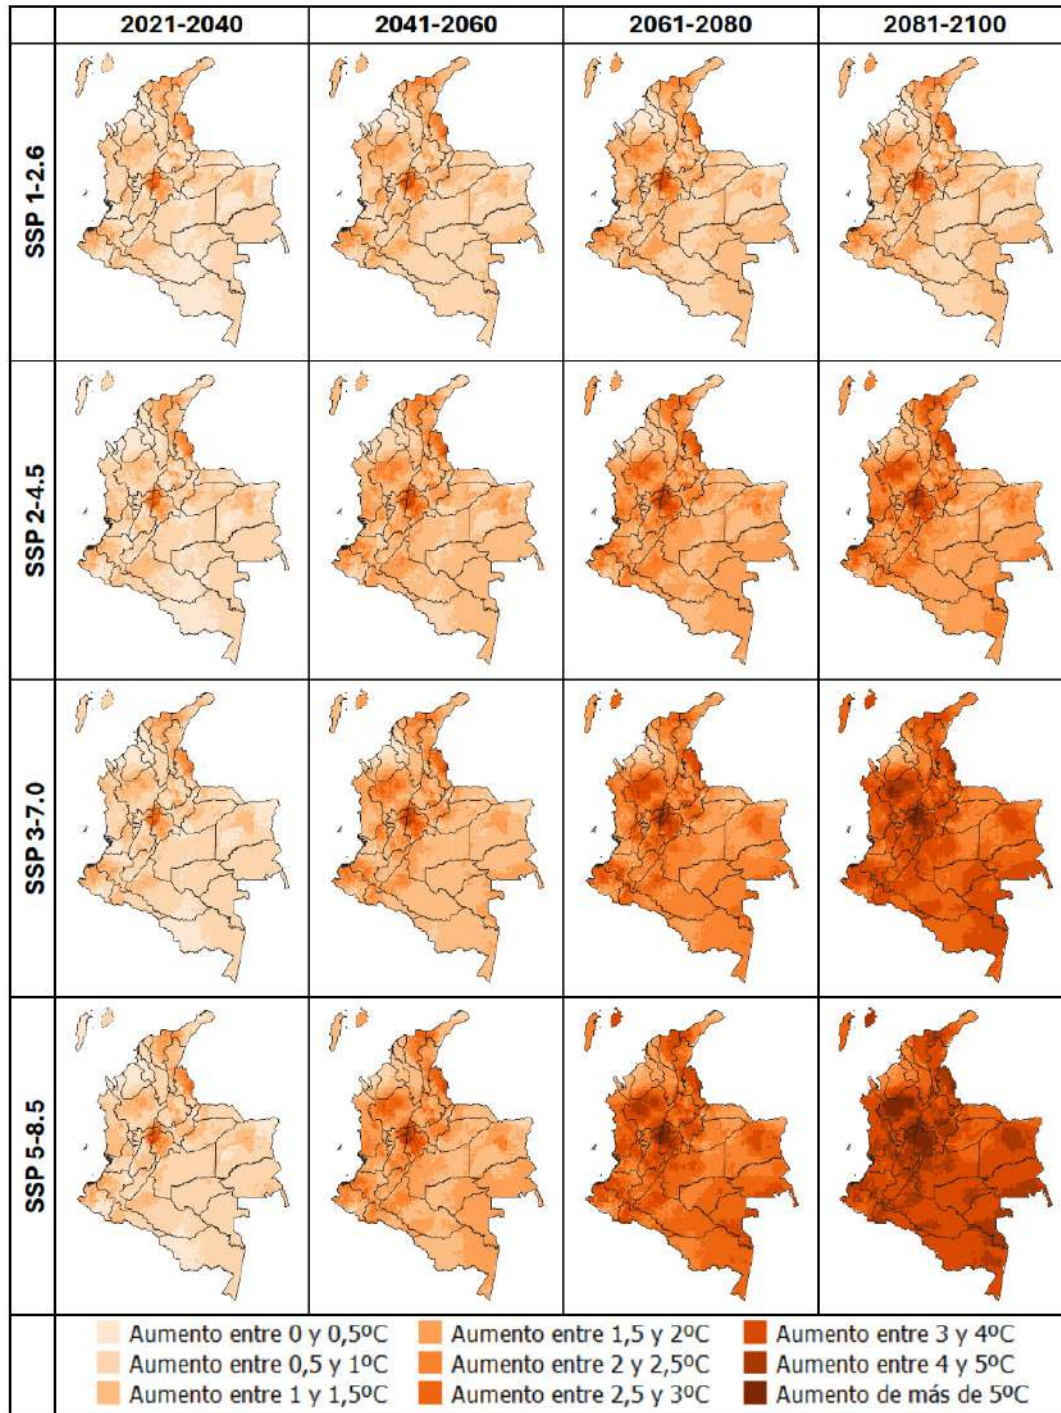 2021-2040 2041-2060 2061-2080 2081-2100
SSP 1-2.6
SSP 2-4.5
SSP 3-7.0
SSP 5-8.5
Aumento entre 0 y 0,5ºC Aumento entre 1,5 y 2ºC Aumento entre 3 y 4ºC
Aumento entre 0,5 y 1ºC Aumento entre 2 y 2,5ºC Aumento entre 4 y 5ºC
Aumento entre 1 y 1,5ºC Aumento entre 2,5 y 3ºC Aumento de más de 5ºC